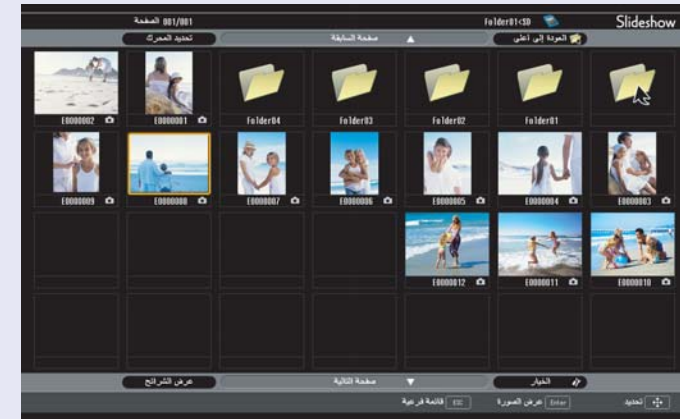 Slideshow
Folder01<SD
001/001 الصفحة
العودة إلى أعلى
صفحة السابقة
تحديد المحرك
Folder01
Folder02
Folder03
Folder04
E0000001
E0000002
E0000003
E0000004
E0000005
E0000006
E0000007
E0000008
E0000009
E0000010
E0000011
E0000012
الخيار
صفحة التالية
عرض الشرائح
تحديد
Enter عرض الصورة
ESC قائمة فرعية